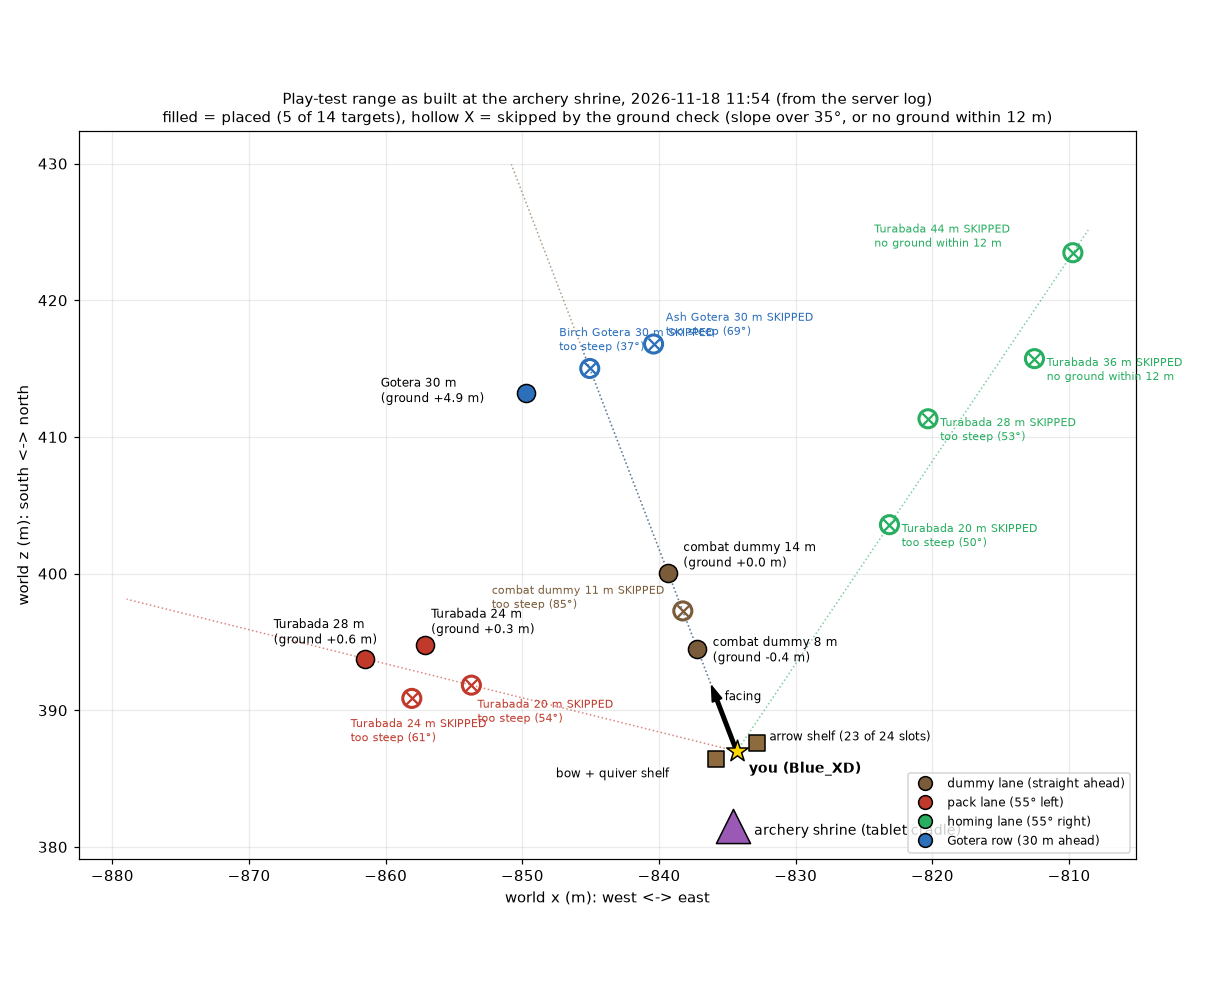 Play-test range as built at the archery shrine, 2026-11-18 11:54 (from the server log)
filled = placed (5 of 14 targets), hollow X = skipped by the ground check (slope over 35°, or no ground within 12 m)
430
420
410
400
390
380
world z (m): south <-> north
Turabada 44 m SKIPPED
no ground within 12 m
Ash Gotera 30 m SKIPPED
too steep (69°)
Birch Gotera 30 m SKIPPED
too steep (37°)
Turabada 36 m SKIPPED
no ground within 12 m
Gotera 30 m
(ground +4.9 m)
Turabada 28 m SKIPPED
too steep (53°)
Turabada 20 m SKIPPED
too steep (50°)
combat dummy 14 m
(ground +0.0 m)
combat dummy 11 m SKIPPED
too steep (85°)
Turabada 24 m
(ground +0.3 m)
Turabada 28 m
(ground +0.6 m)
combat dummy 8 m
(ground -0.4 m)
facing
Turabada 20 m SKIPPED
too steep (54°)
Turabada 24 m SKIPPED
too steep (61°)
arrow shelf (23 of 24 slots)
you (Blue_XD)
bow + quiver shelf
archery shrine (tablet cradle)
dummy lane (straight ahead)
pack lane (55° left)
homing lane (55° right)
Gotera row (30 m ahead)
−880
−870
−860
−850
−840
−830
−820
−810
world x (m): west <-> east